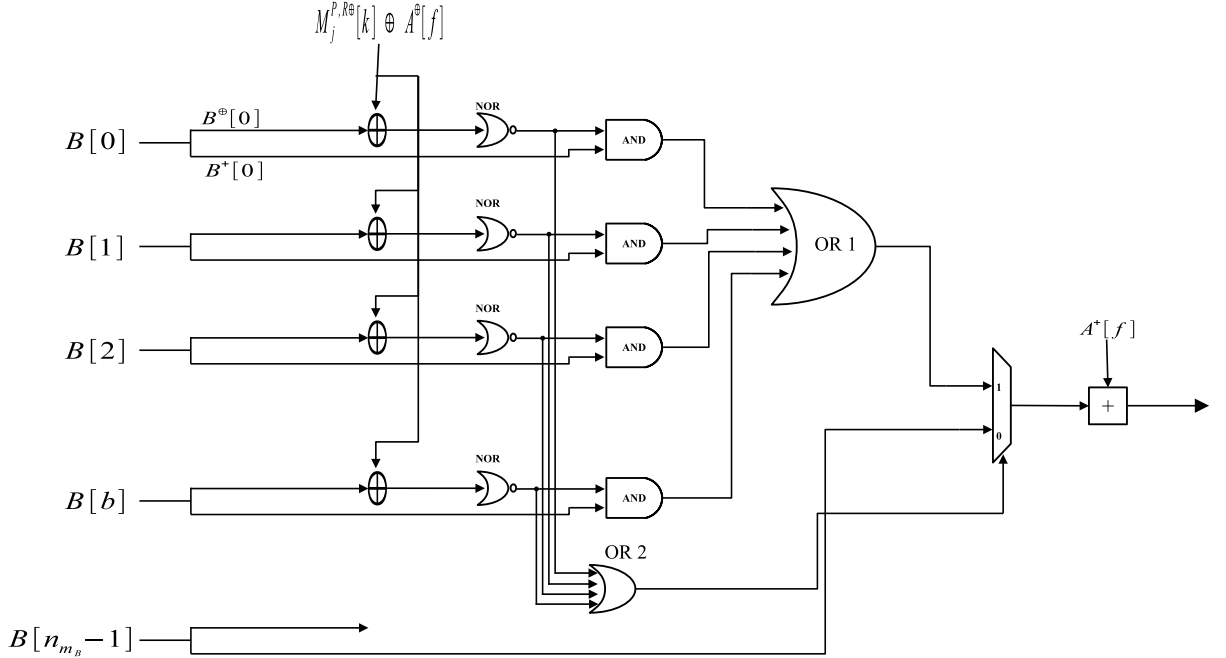 M_j^{P,R⊕}[k] ⊕ A^⊕[f]
NOR
B[0]
B^⊕[0]
B^+[0]
AND
NOR
B[1]
AND
OR 1
NOR
B[2]
AND
A^+[f]
1
+
0
NOR
B[b]
AND
OR 2
B[n_{m_B}−1]